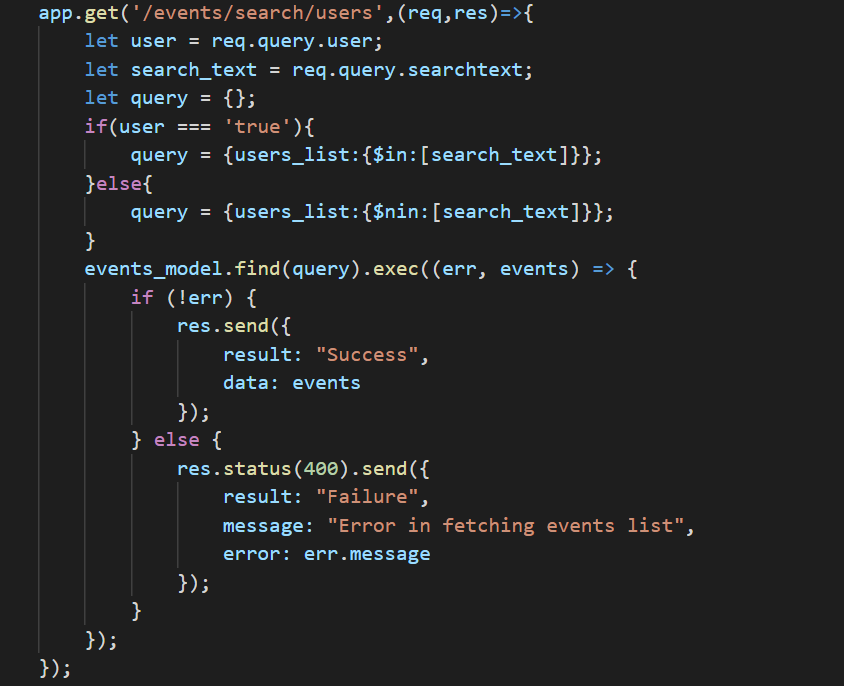 app.get('/events/search/users',(req,res)=>{
    let user = req.query.user;
    let search_text = req.query.searchtext;
    let query = {};
    if(user === 'true'){
        query = {users_list:{$in:[search_text]}};
    }else{
        query = {users_list:{$nin:[search_text]}};
    }
    events_model.find(query).exec((err, events) => {
        if (!err) {
            res.send({
                result: "Success",
                data: events
            });
        } else {
            res.status(400).send({
                result: "Failure",
                message: "Error in fetching events list",
                error: err.message
            });
        }
    });
});